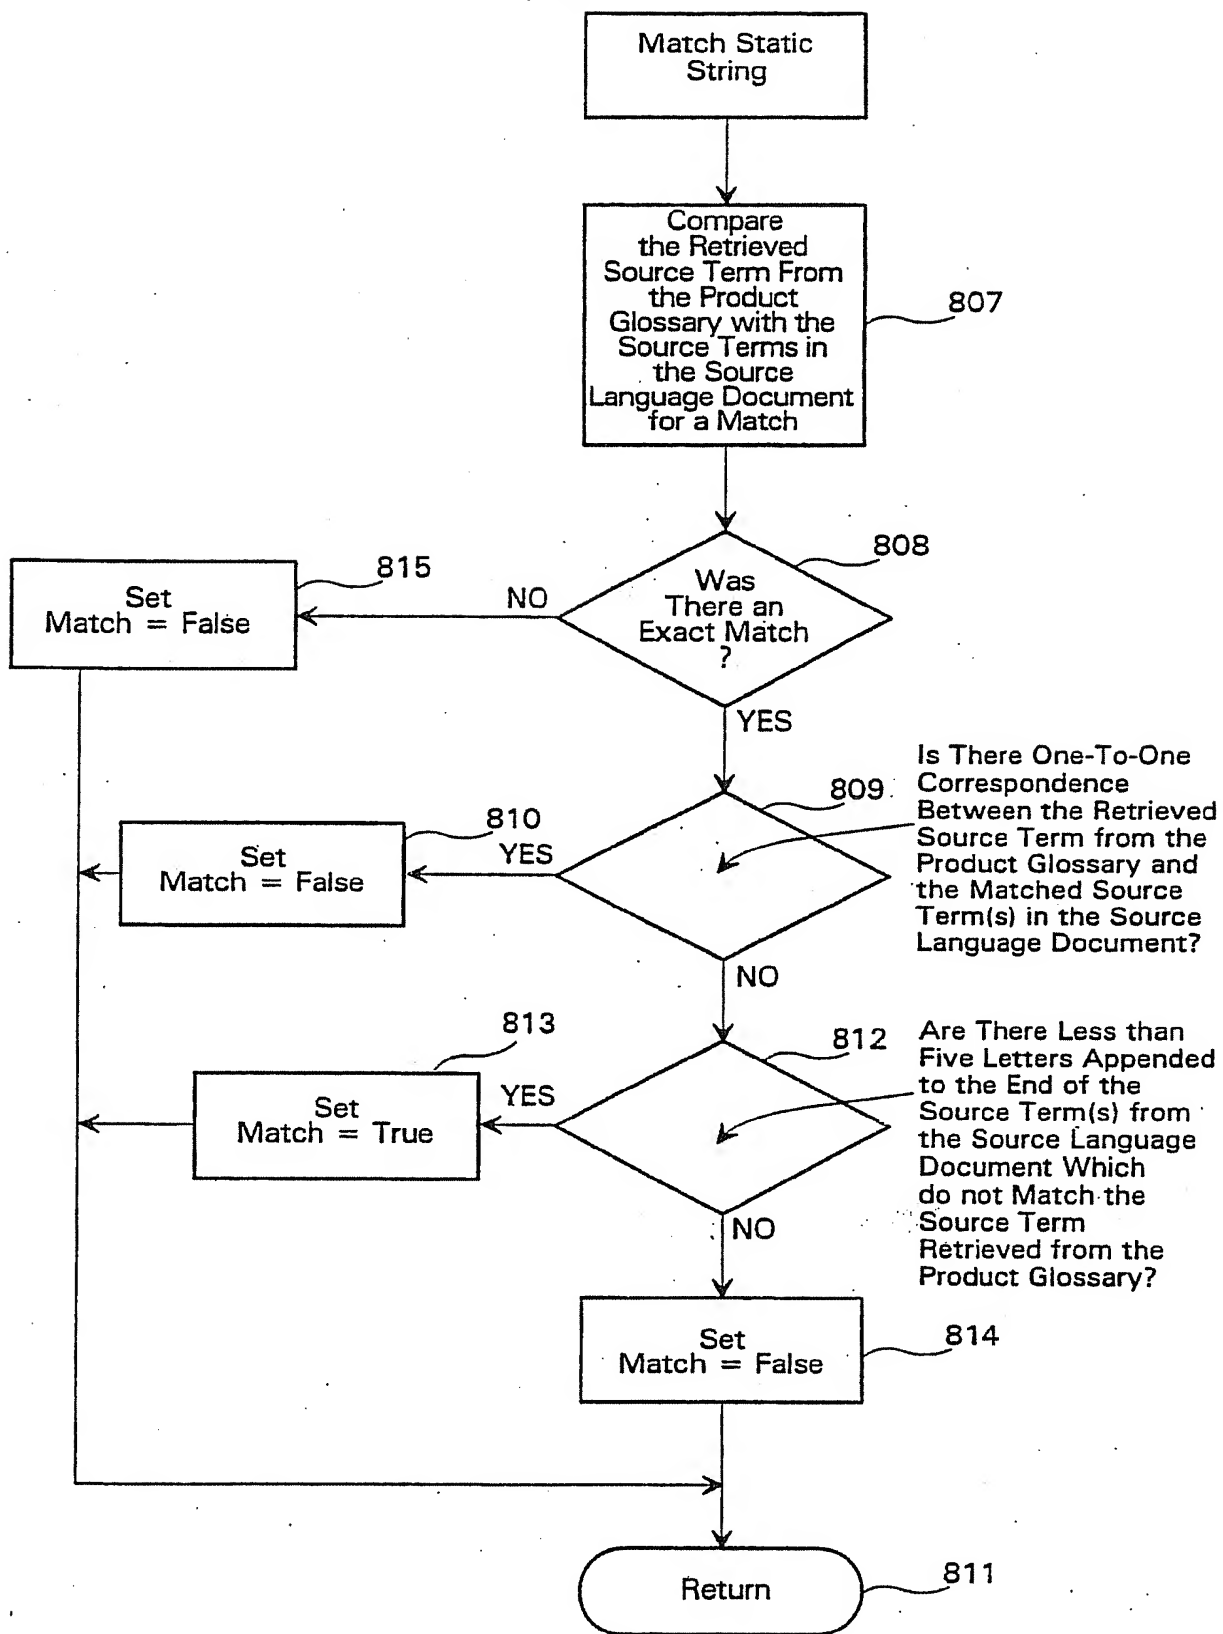 Match Static
String
Compare
the Retrieved
Source Term From
the Product
Glossary with the
Source Terms in
the Source
Language Document
for a Match
807
808
Was
There an
Exact Match
?
NO
815
Set
Match = False
YES
809
Is There One-To-One
Correspondence
Between the Retrieved
Source Term from the
Product Glossary and
the Matched Source
Term(s) in the Source
Language Document?
YES
810
Set
Match = False
NO
812
Are There Less than
Five Letters Appended
to the End of the
Source Term(s) from
the Source Language
Document Which
do not Match the
Source Term
Retrieved from the
Product Glossary?
YES
813
Set
Match = True
NO
Set
Match = False
814
Return
811